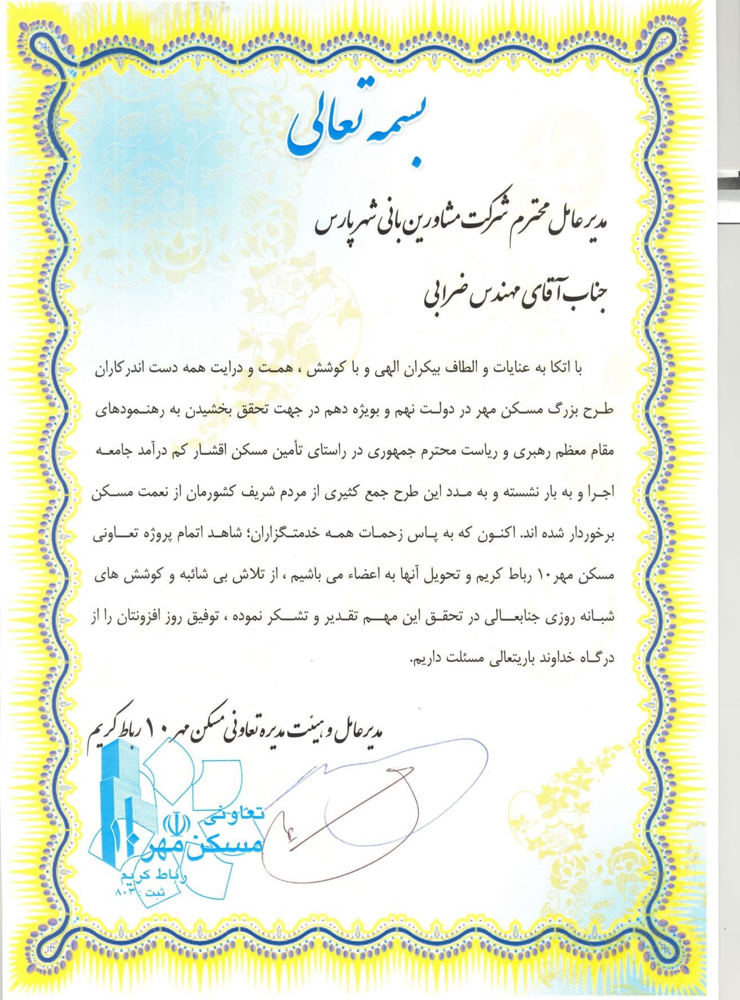 بسمه تعالی
مدیر عامل محترم شرکت مشاورین بانی شهر پارس
جناب آقای مهندس ضرابی
با اتکا به عنایات و الطاف بیکران الهی و با کوشش ، همت و درایت همه دست اندرکاران
طرح بزرگ مسکن مهر در دولت نهم و بویژه دهم در جهت تحقق بخشیدن به رهنمودهای
مقام معظم رهبری و ریاست محترم جمهوری در راستای تأمین مسکن اقشار کم درآمد جامعه
اجرا و به بار نشسته و به مدد این طرح جمع کثیری از مردم شریف کشورمان از نعمت مسکن
برخوردار شده اند. اکنون که به پاس زحمات همه خدمتگزاران؛ شاهد اتمام پروژه تعاونی
مسکن مهر۱۰ رباط کریم و تحویل آنها به اعضاء می باشیم ، از تلاش بی شائبه و کوشش های
شبانه روزی جنابعالی در تحقق این مهم تقدیر و تشکر نموده ، توفیق روز افزونتان را از
درگاه خداوند باریتعالی مسئلت داریم.
مدیر عامل و هیئت مدیره تعاونی مسکن مهر ۱۰ رباط کریم
تعاونی
مسکن مهر ۱۰
رباط کریم
ثبت : ۸۰۳